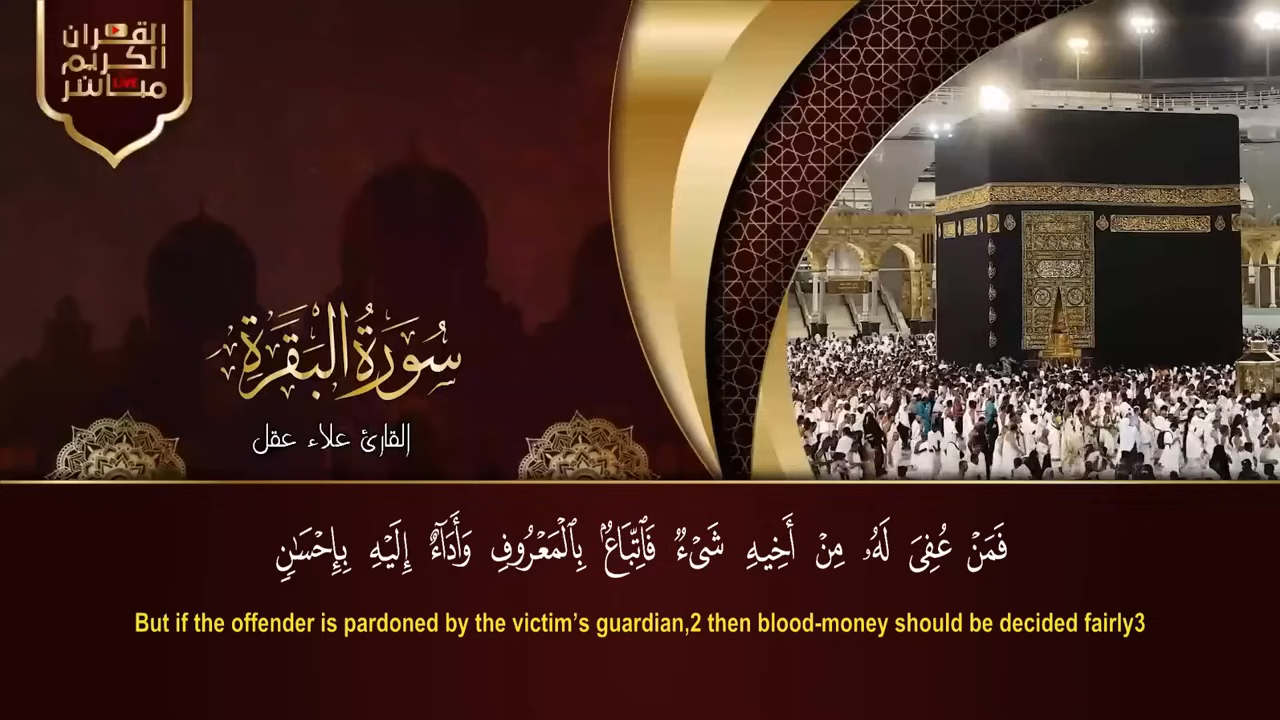 القرآن
الكريم
مباشر
LIVE
سُورَةُ البَقَرَة
القارئ علاء عقل
فَمَنۡ عُفِيَ لَهُۥ مِنۡ أَخِيهِ شَيۡءٞ فَٱتِّبَاعُۢ بِٱلۡمَعۡرُوفِ وَأَدَآءٌ إِلَيۡهِ بِإِحۡسَٰنٖ
But if the offender is pardoned by the victim’s guardian,2 then blood-money should be decided fairly3